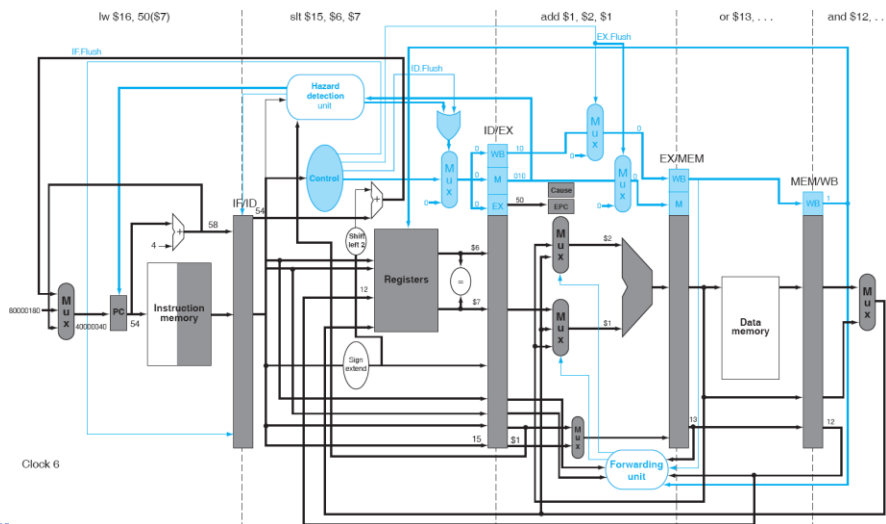 lw $16, 50($7)
slt $15, $6, $7
add $1, $2, $1
or $13, . . .
and $12, . . .
IF.Flush
EX.Flush
ID.Flush
Hazard
detection
unit
Mux
ID/EX
0
10
WB
0
Control
Mux
0
0
M
010
Mux
0
EX/MEM
WB
MEM/WB
WB
1
0
0
EX
50
Cause
EPC
Mux
0
M
IF/ID
54
58
+
4
+
Shift
left 2
$6
Mux
$2
80000180
Mux
40000040
PC
54
Instruction
memory
12
Registers
=
$7
Mux
$1
Data
memory
Mux
Sign
extend
15
$1
Mux
13
12
Forwarding
unit
Clock 6